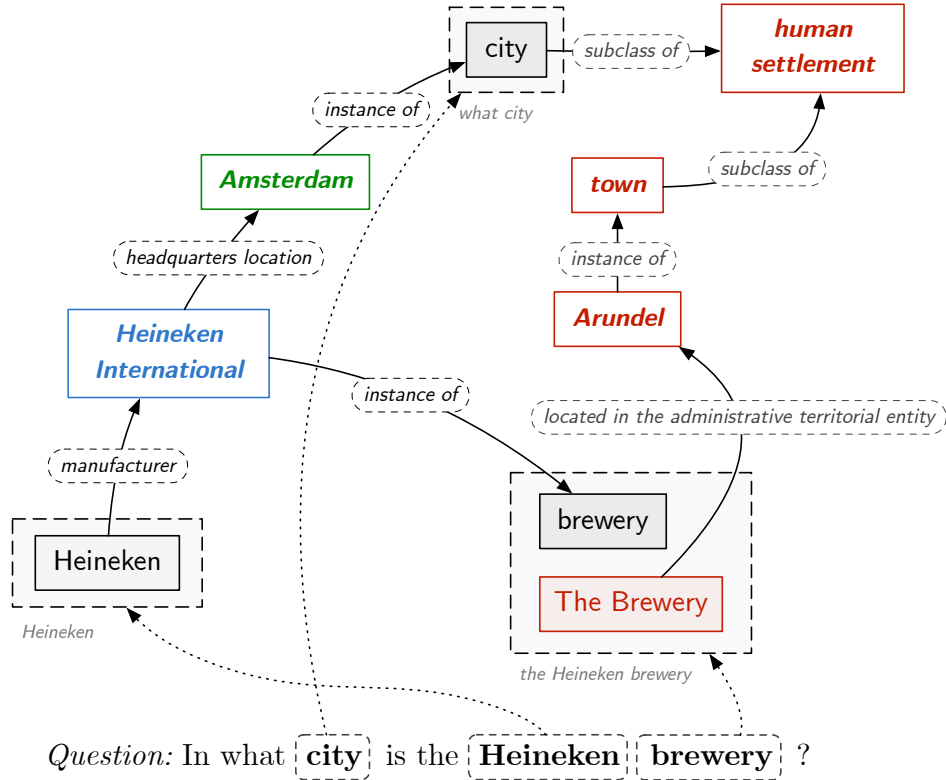 human
settlement
city
subclass of
what city
instance of
Amsterdam
town
subclass of
headquarters location
instance of
Heineken
International
Arundel
instance of
located in the administrative territorial entity
manufacturer
brewery
Heineken
The Brewery
Heineken
the Heineken brewery
Question: In what city is the Heineken brewery ?